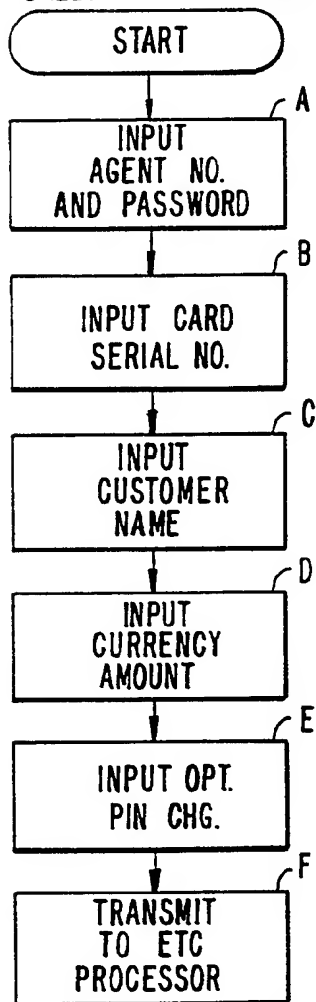 START
A
INPUT
AGENT NO.
AND PASSWORD
B
INPUT CARD
SERIAL NO.
C
INPUT
CUSTOMER
NAME
D
INPUT
CURRENCY
AMOUNT
E
INPUT OPT.
PIN CHG.
F
TRANSMIT
TO ETC
PROCESSOR